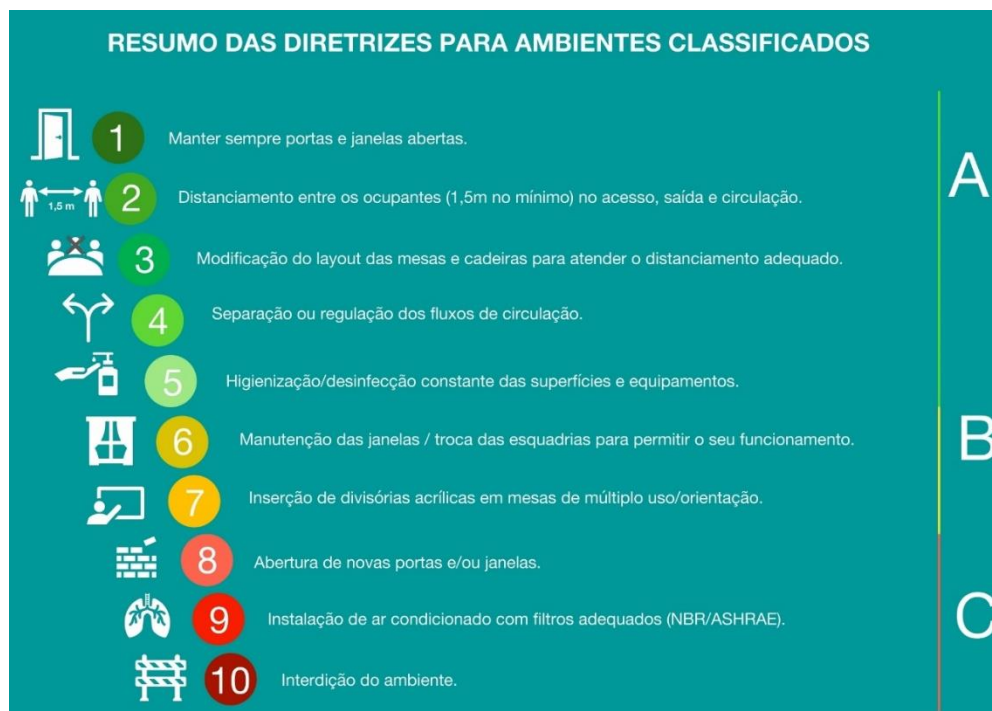 RESUMO DAS DIRETRIZES PARA AMBIENTES CLASSIFICADOS
1 Manter sempre portas e janelas abertas.
1,5 m 2 Distanciamento entre os ocupantes (1,5m no mínimo) no acesso, saída e circulação.
A
3 Modificação do layout das mesas e cadeiras para atender o distanciamento adequado.
4 Separação ou regulação dos fluxos de circulação.
5 Higienização/desinfecção constante das superfícies e equipamentos.
6 Manutenção das janelas / troca das esquadrias para permitir o seu funcionamento.
B
7 Inserção de divisórias acrílicas em mesas de múltiplo uso/orientação.
8 Abertura de novas portas e/ou janelas.
9 Instalação de ar condicionado com filtros adequados (NBR/ASHRAE).
C
10 Interdição do ambiente.